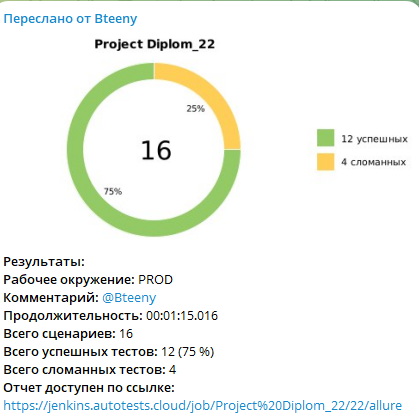 Переслано от Bteeny
Project Diplom_22
25%
16
75%
12 успешных
4 сломанных
Результаты:
Рабочее окружение: PROD
Комментарий: @Bteeny
Продолжительность: 00:01:15.016
Всего сценариев: 16
Всего успешных тестов: 12 (75 %)
Всего сломанных тестов: 4
Отчет доступен по ссылке:
https://jenkins.autotests.cloud/job/Project%20Diplom_22/22/allure